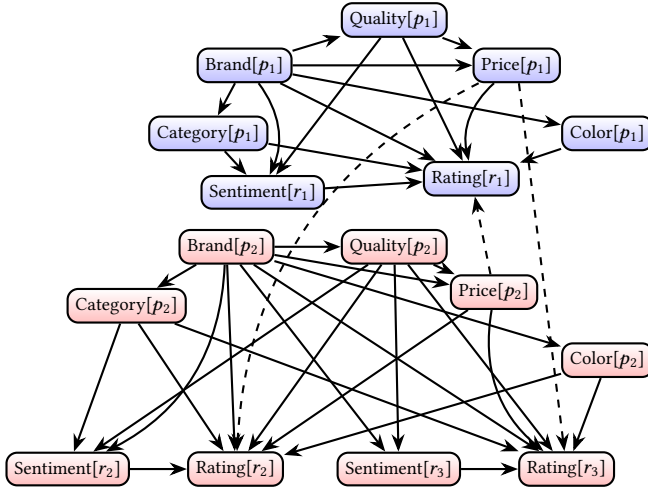 Quality[p₁]
Brand[p₁] Price[p₁]
Category[p₁] Color[p₁]
Sentiment[r₁] Rating[r₁]
Brand[p₂] Quality[p₂]
Category[p₂] Price[p₂]
Color[p₂]
Sentiment[r₂] Rating[r₂] Sentiment[r₃] Rating[r₃]